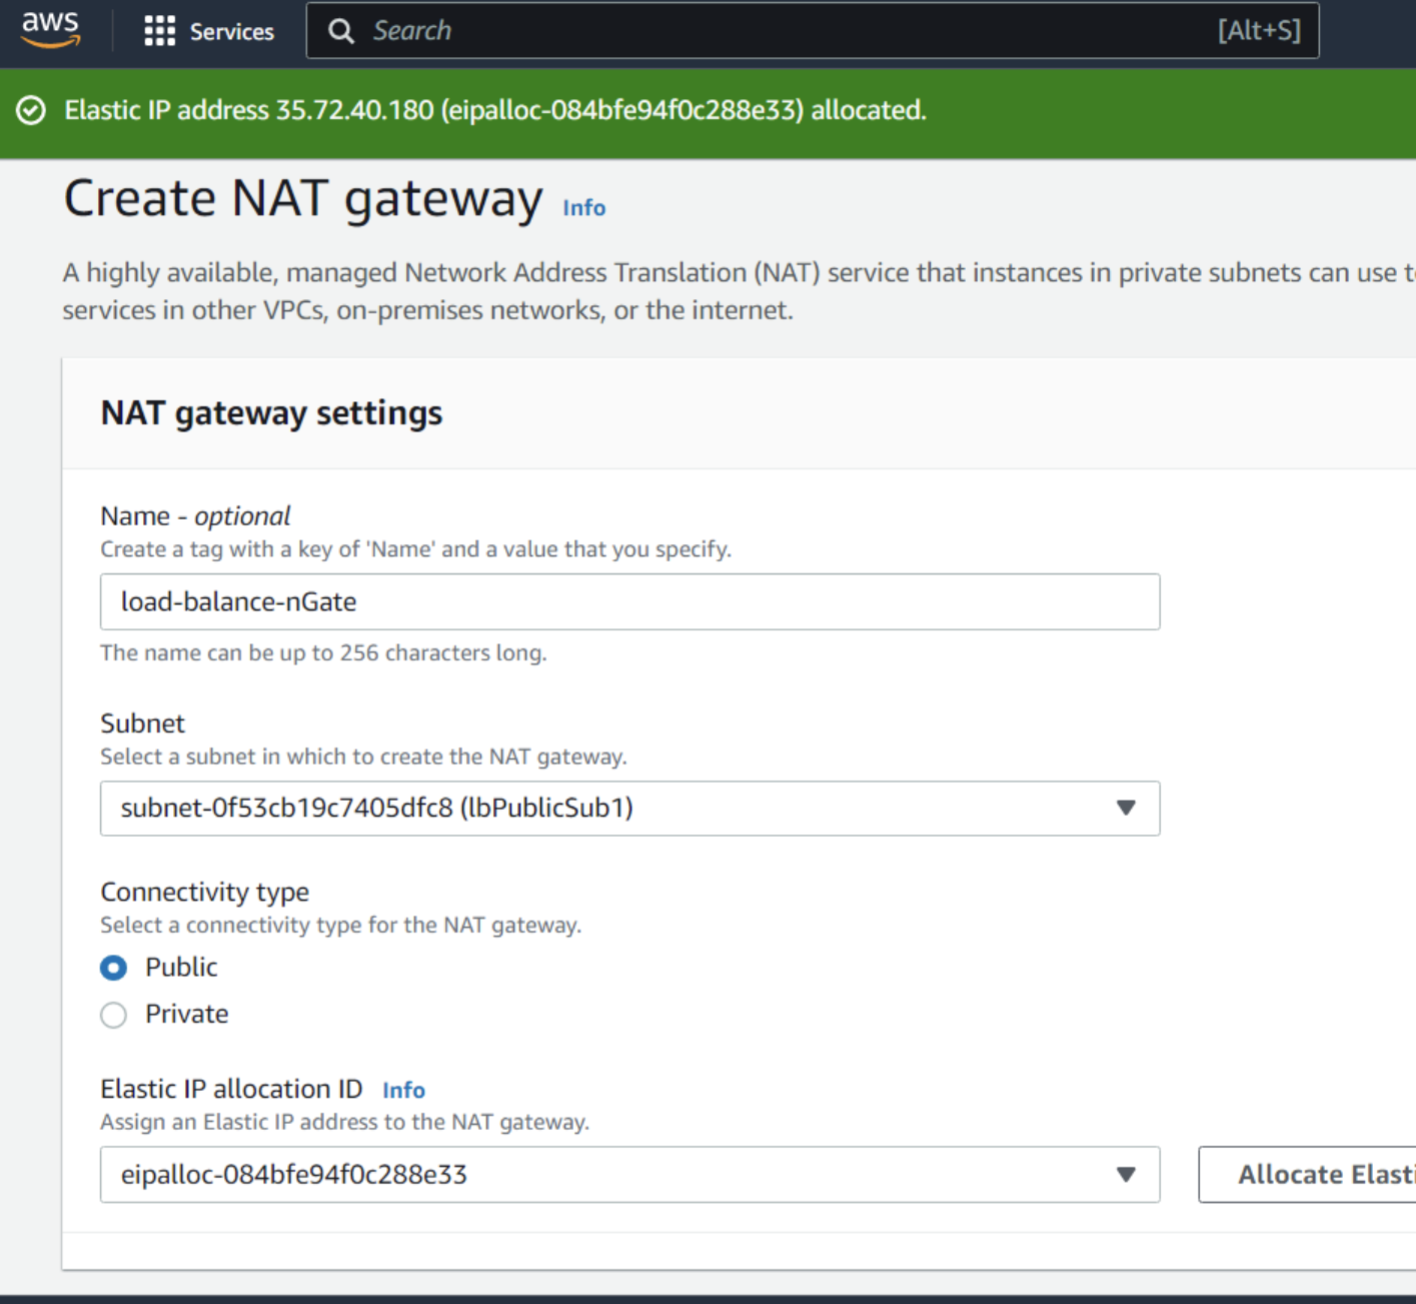 aws Services Search [Alt+S]
Elastic IP address 35.72.40.180 (eipalloc-084bfe94f0c288e33) allocated.
Create NAT gateway Info
A highly available, managed Network Address Translation (NAT) service that instances in private subnets can use
services in other VPCs, on-premises networks, or the internet.
NAT gateway settings
Name - optional
Create a tag with a key of 'Name' and a value that you specify.
load-balance-nGate
The name can be up to 256 characters long.
Subnet
Select a subnet in which to create the NAT gateway.
subnet-0f53cb19c7405dfc8 (lbPublicSub1)
Connectivity type
Select a connectivity type for the NAT gateway.
Public
Private
Elastic IP allocation ID Info
Assign an Elastic IP address to the NAT gateway.
eipalloc-084bfe94f0c288e33
Allocate Elasti